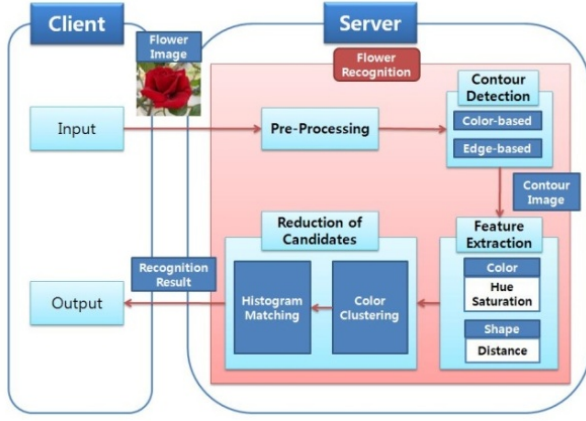 Client
Server
Flower
Image
Flower
Recognition
Input
Pre-Processing
Contour
Detection
Color-based
Edge-based
Contour
Image
Reduction of
Candidates
Feature
Extraction
Recognition
Result
Output
Histogram
Matching
Color
Clustering
Color
Hue
Saturation
Shape
Distance